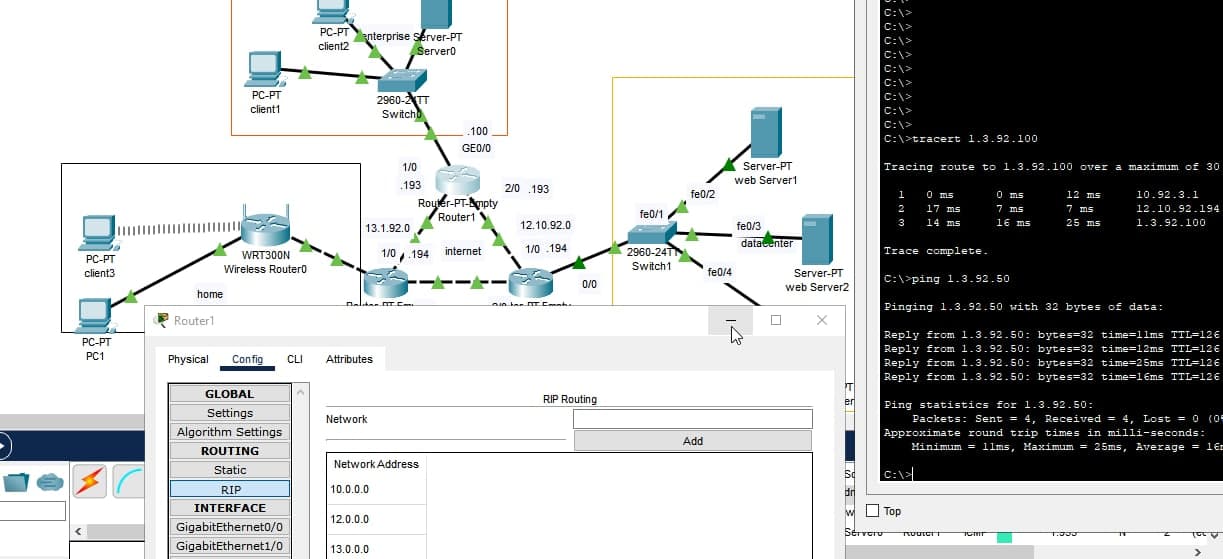 PC-PT
client2
enterprise
Server-PT
Server0
PC-PT
client1
2960-24TT
Switch0
.100
GE0/0
1/0
.193
2/0 .193
Router-PT-Empty
Router1
13.1.92.0
12.10.92.0
1/0 .194
internet
1/0 .194
PC-PT
client3
WRT300N
Wireless Router0
home
PC-PT
PC1
fe0/1
fe0/2
fe0/3
fe0/4
0/0
2960-24TT
Switch1
datacenter
Server-PT
web Server1
Server-PT
web Server2
Router1
Physical
Config
CLI
Attributes
GLOBAL
Settings
Algorithm Settings
ROUTING
Static
RIP
INTERFACE
GigabitEthernet0/0
GigabitEthernet1/0
RIP Routing
Network
Add
Network Address
10.0.0.0
12.0.0.0
13.0.0.0
C:\>
C:\>
C:\>
C:\>
C:\>
C:\>
C:\>
C:\>
C:\>
C:\>tracert 1.3.92.100
Tracing route to 1.3.92.100 over a maximum of 30
1 0 ms 0 ms 12 ms 10.92.3.1
2 17 ms 7 ms 7 ms 12.10.92.194
3 14 ms 16 ms 25 ms 1.3.92.100
Trace complete.
C:\>ping 1.3.92.50
Pinging 1.3.92.50 with 32 bytes of data:
Reply from 1.3.92.50: bytes=32 time=11ms TTL=126
Reply from 1.3.92.50: bytes=32 time=12ms TTL=126
Reply from 1.3.92.50: bytes=32 time=25ms TTL=126
Reply from 1.3.92.50: bytes=32 time=16ms TTL=126
Ping statistics for 1.3.92.50:
Packets: Sent = 4, Received = 4, Lost = 0 (0%
Approximate round trip times in milli-seconds:
Minimum = 11ms, Maximum = 25ms, Average = 16m
C:\>
Top